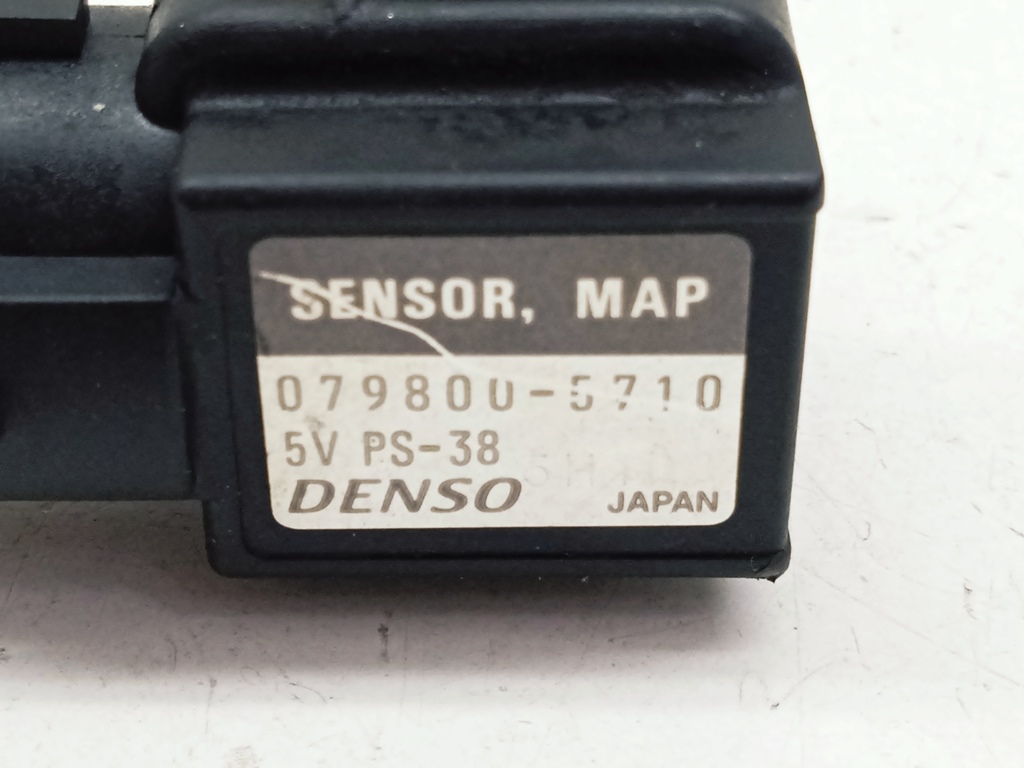 SENSOR, MAP
079800-5710
5V PS-38
DENSO JAPAN